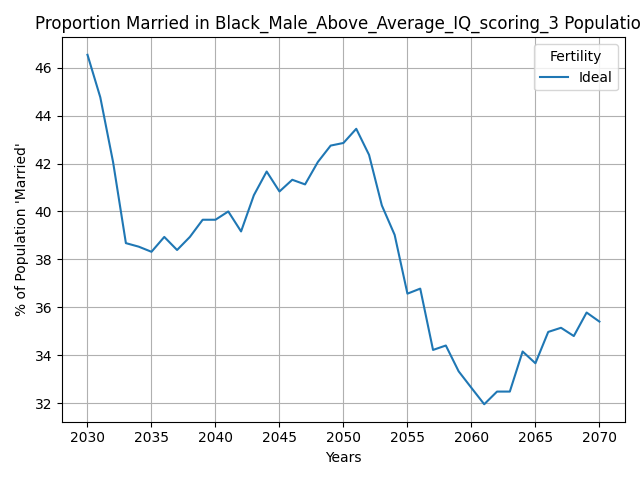 Proportion Married in Black_Male_Above_Average_IQ_scoring_3 Populatio
Fertility
Ideal
% of Population 'Married'
46
44
42
40
38
36
34
32
2030 2035 2040 2045 2050 2055 2060 2065 2070
Years